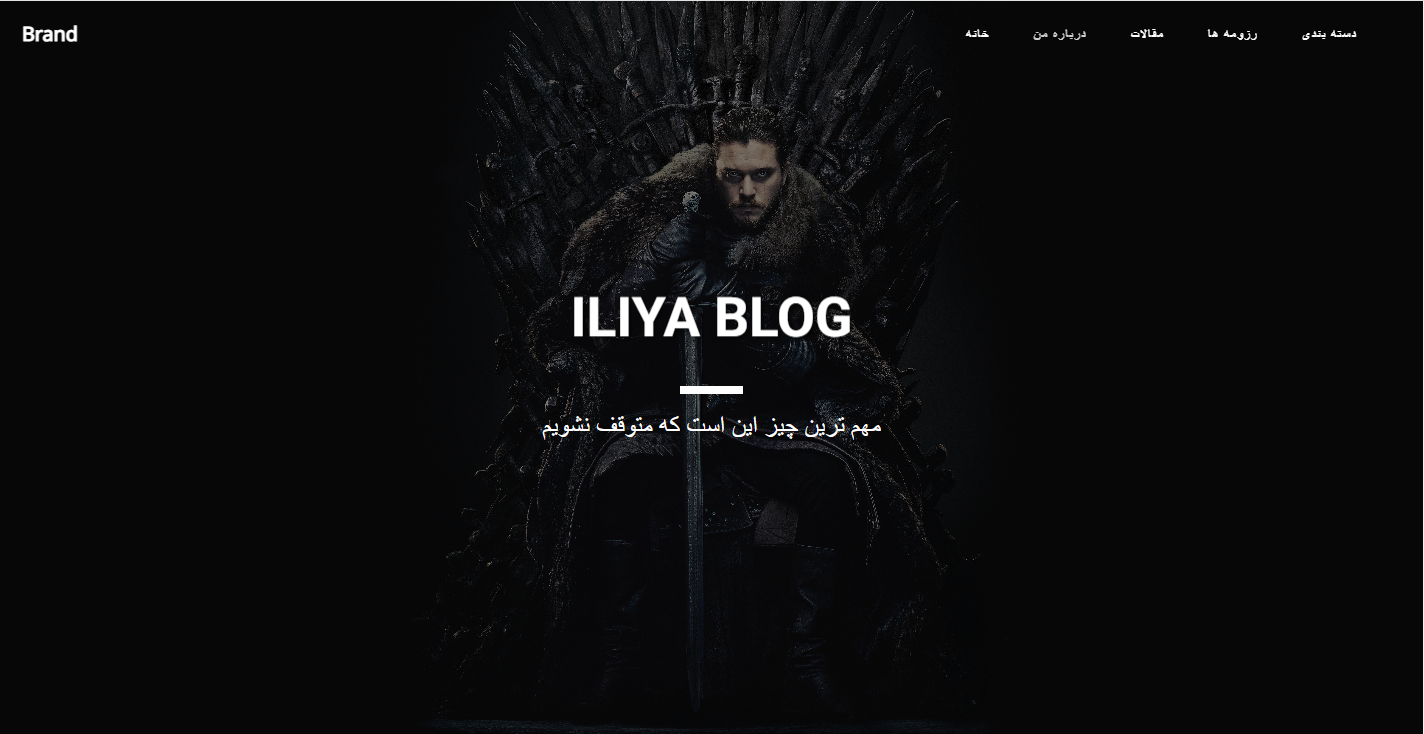 Brand
خانه
درباره من
مقالات
رزومه ها
دسته بندی
ILIYA BLOG
مهم ترین چیز این است که متوقف نشویم